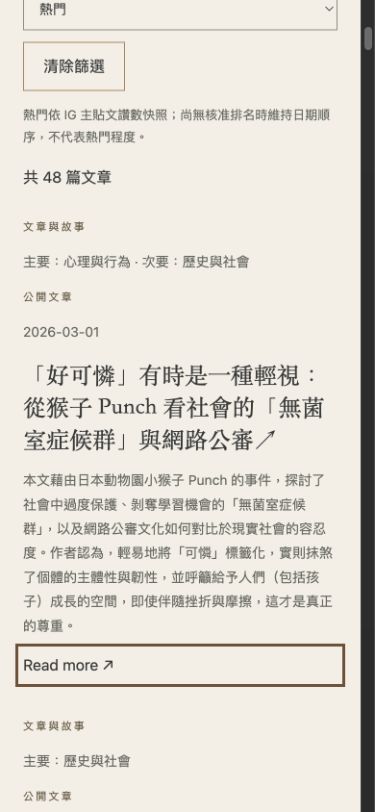 熱門
清除篩選
熱門依 IG 主貼文讚數快照；尚無核准排名時維持日期順
序，不代表熱門程度。
共 48 篇文章
文章與故事
主要：心理與行為 · 次要：歷史與社會
公開文章
2026-03-01
「好可憐」有時是一種輕視：
從猴子 Punch 看社會的「無菌
室症候群」與網路公審↗
本文藉由日本動物園小猴子 Punch 的事件，探討了
社會中過度保護、剝奪學習機會的「無菌室症候
群」，以及網路公審文化如何對比於現實社會的容忍
度。作者認為，輕易地將「可憐」標籤化，實則抹煞
了個體的主體性與韌性，並呼籲給予人們（包括孩
子）成長的空間，即使伴隨挫折與摩擦，這才是真正
的尊重。
Read more ↗
文章與故事
主要：歷史與社會
公開文章